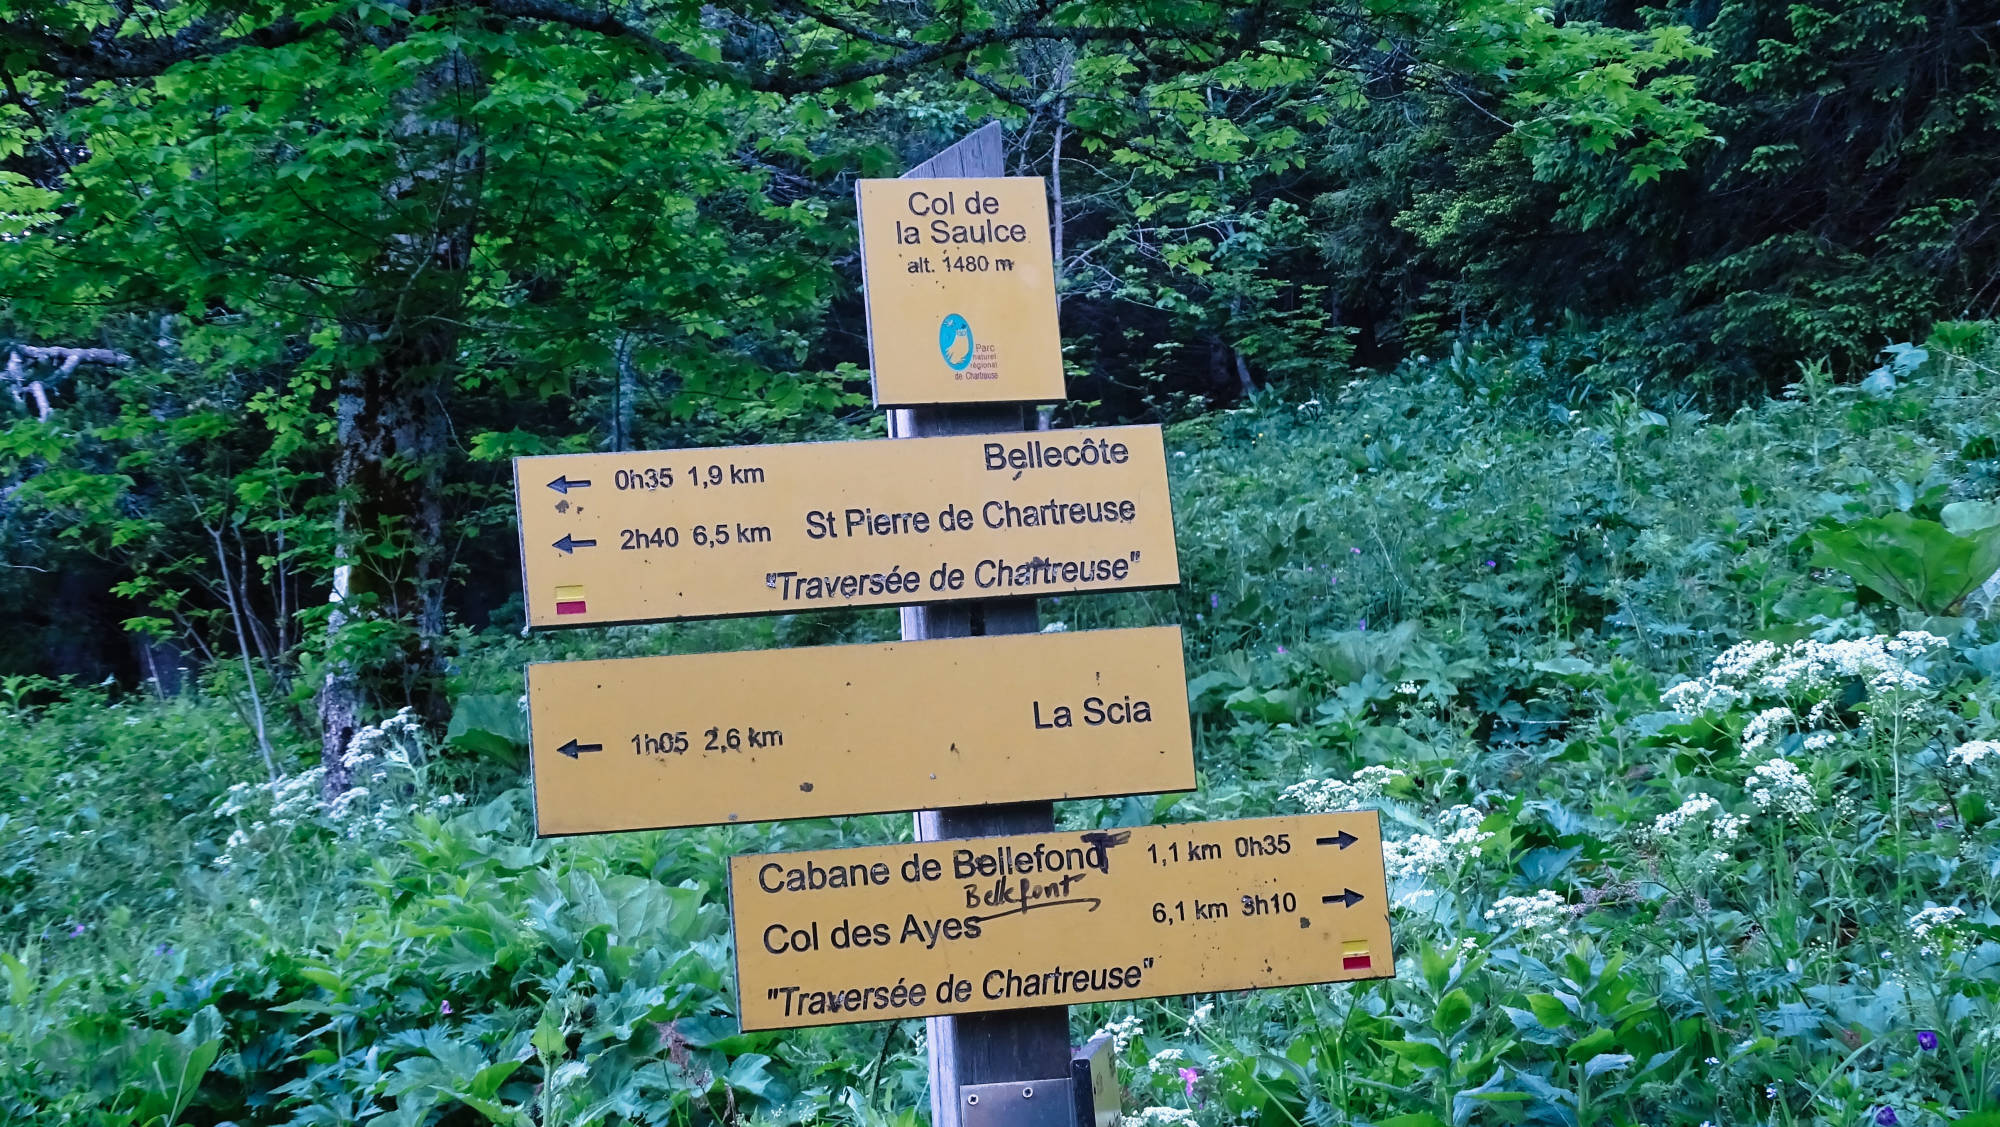 Col de
la Saulce
alt. 1480 m
Parc
naturel
régional
de Chartreuse
0h35 1,9 km Bellecôte
2h40 6,5 km St Pierre de Chartreuse
"Traversée de Chartreuse"
1h05 2,6 km La Scia
Cabane de Bellefond 1,1 km 0h35
Bellefont
Col des Ayes 6,1 km 3h10
"Traversée de Chartreuse"